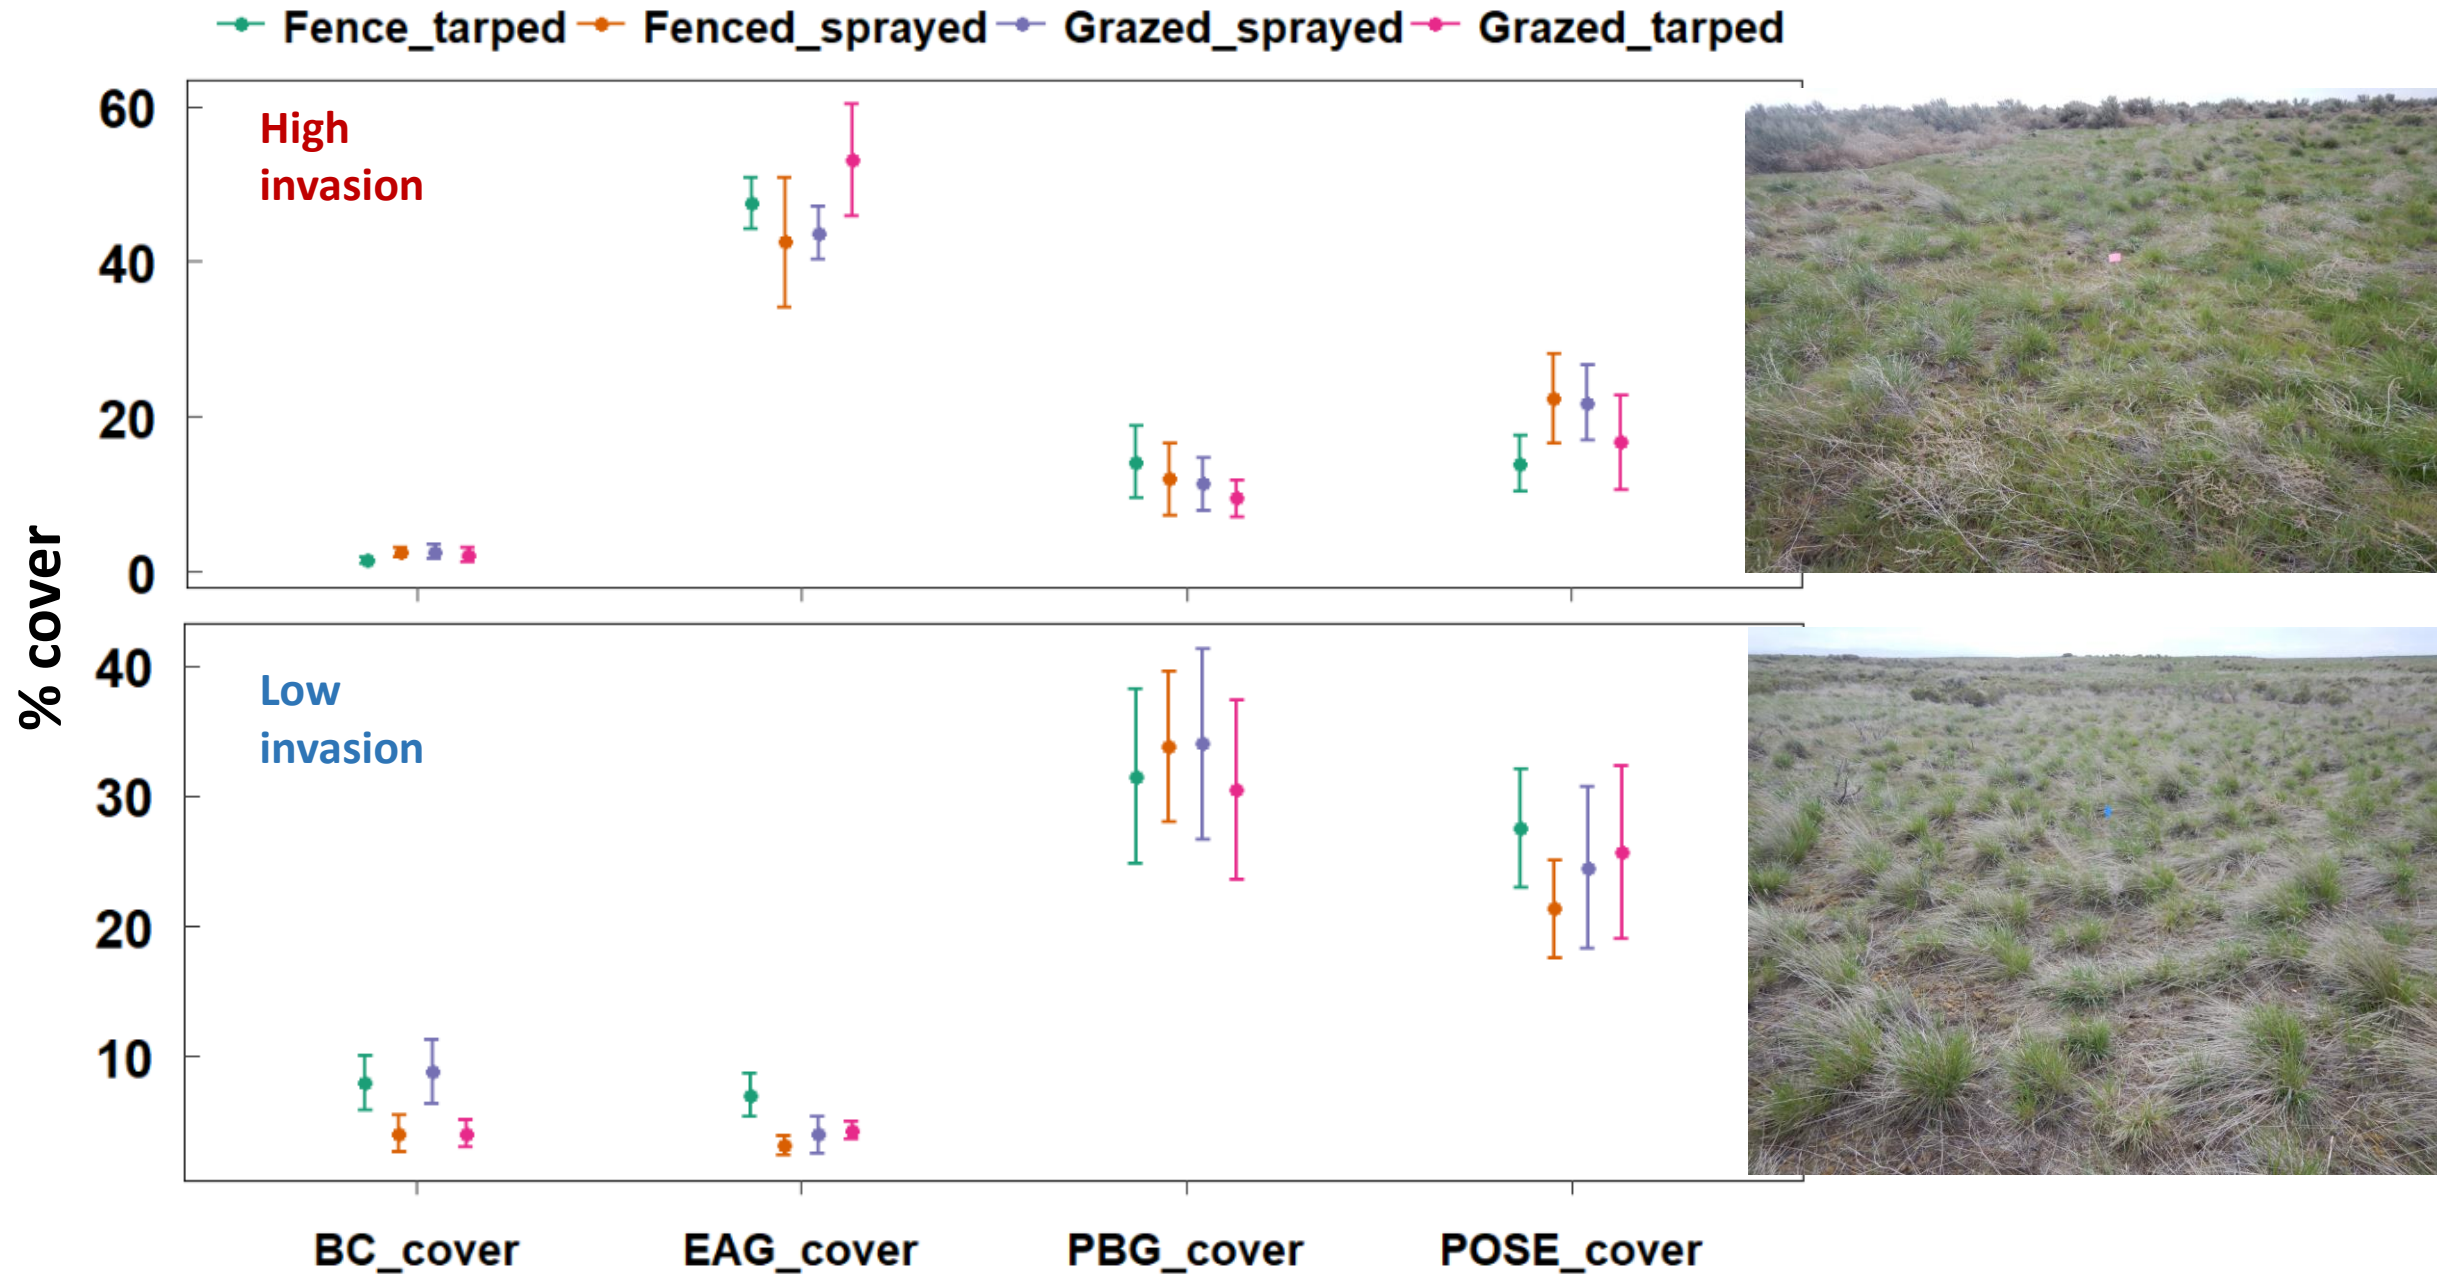 Fence_tarped Fenced_sprayed Grazed_sprayed Grazed_tarped
High
invasion
60
40
20
0
% cover
Low
invasion
40
30
20
10
BC_cover EAG_cover PBG_cover POSE_cover